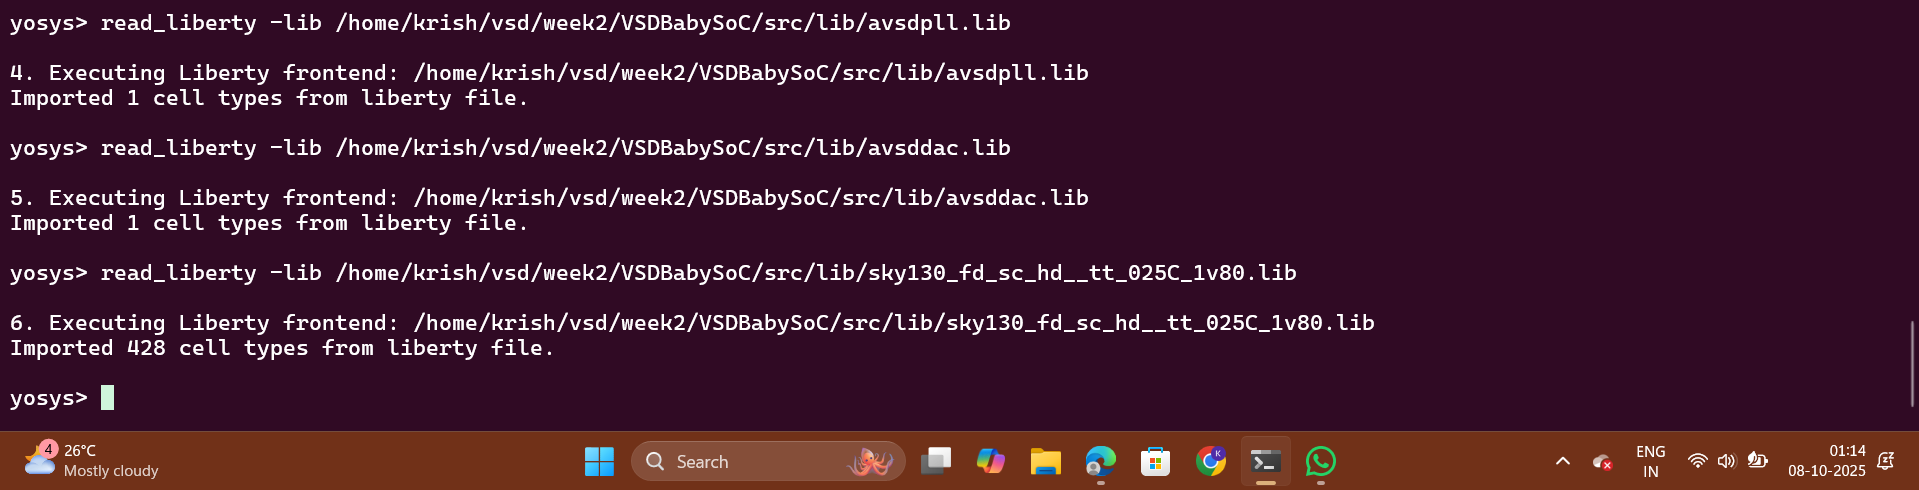 yosys> read_liberty -lib /home/krish/vsd/week2/VSDBabySoC/src/lib/avsdpll.lib
4. Executing Liberty frontend: /home/krish/vsd/week2/VSDBabySoC/src/lib/avsdpll.lib
Imported 1 cell types from liberty file.
yosys> read_liberty -lib /home/krish/vsd/week2/VSDBabySoC/src/lib/avsddac.lib
5. Executing Liberty frontend: /home/krish/vsd/week2/VSDBabySoC/src/lib/avsddac.lib
Imported 1 cell types from liberty file.
yosys> read_liberty -lib /home/krish/vsd/week2/VSDBabySoC/src/lib/sky130_fd_sc_hd__tt_025C_1v80.lib
6. Executing Liberty frontend: /home/krish/vsd/week2/VSDBabySoC/src/lib/sky130_fd_sc_hd__tt_025C_1v80.lib
Imported 428 cell types from liberty file.
yosys>
4
26°C
Mostly cloudy
Search
K
ENG
IN
01:14
08-10-2025